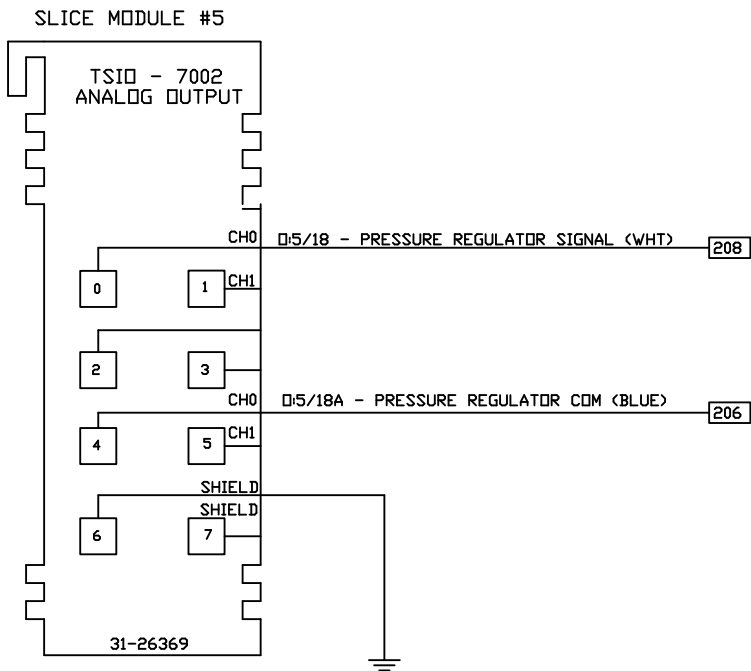 SLICE MODULE #5
TSIO - 7002
ANALOG OUTPUT
CH0
O:5/18 - PRESSURE REGULATOR SIGNAL (WHT)
208
0
1
CH1
2
3
CH0
O:5/18A - PRESSURE REGULATOR COM (BLUE)
206
4
5
CH1
SHIELD
SHIELD
6
7
31-26369